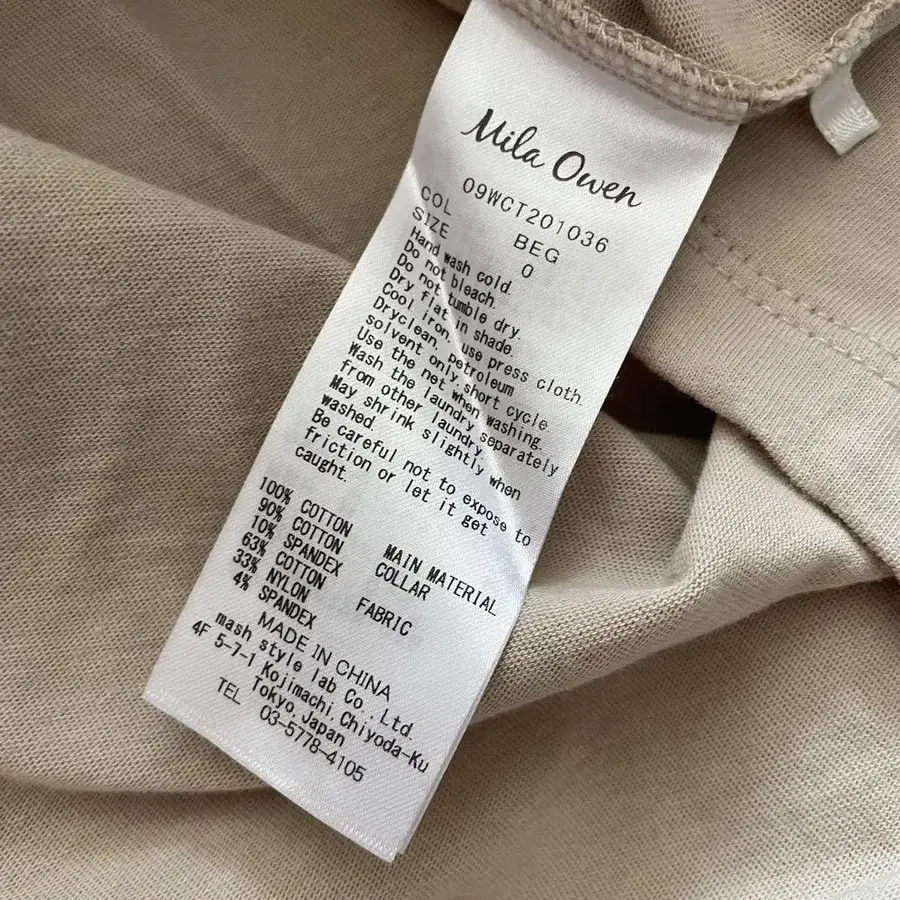 Mila Owen
09WCT201036
COL BEG
SIZE 0
Hand wash cold.
Do not bleach.
Do not tumble dry.
Dry flat in shade.
Cool iron, use press cloth.
Dryclean, petroleum
solvent only short cycle.
Use the net when washing.
Wash the laundry separately
from other laundry.
May shrink slightly when
washed.
Be careful not to expose to
friction or let it get
caught.
100% COTTON MAIN MATERIAL
90% COTTON COLLAR
10% SPANDEX
63% COTTON FABRIC
33% NYLON
4% SPANDEX
MADE IN CHINA
mash style lab Co.,Ltd.
4F 5-7-1 Kojimachi,Chiyoda-Ku
Tokyo,Japan
TEL 03-5778-4105